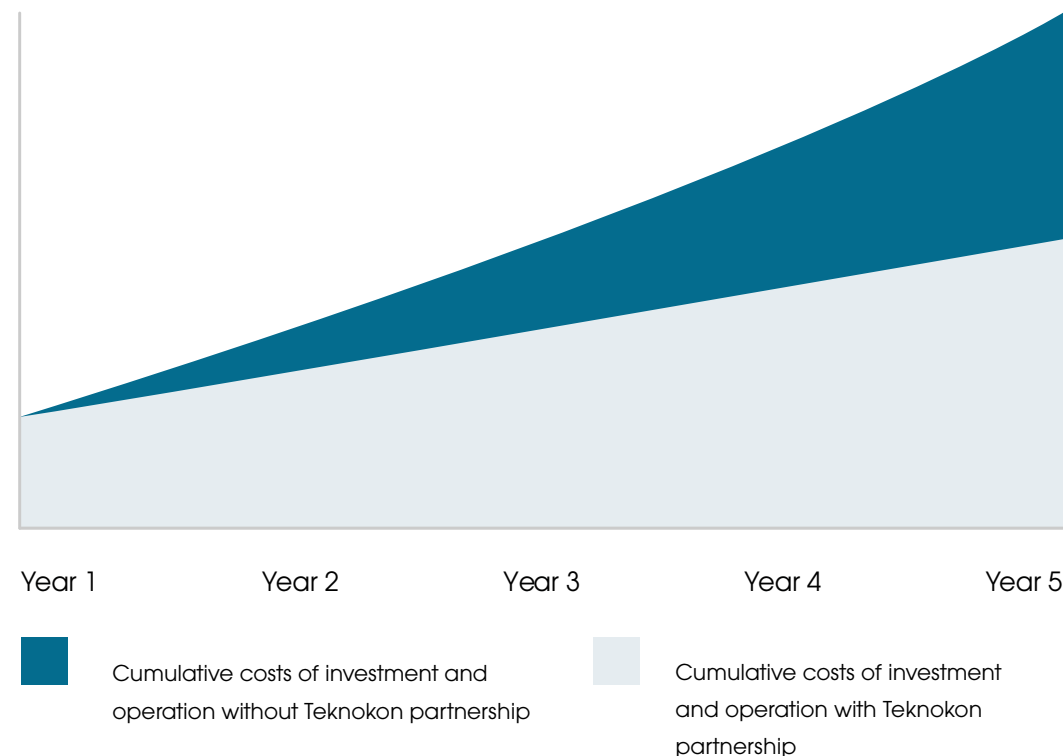 Year 1 Year 2 Year 3 Year 4 Year 5
Cumulative costs of investment and
operation without Teknokon partnership
Cumulative costs of investment
and operation with Teknokon
partnership